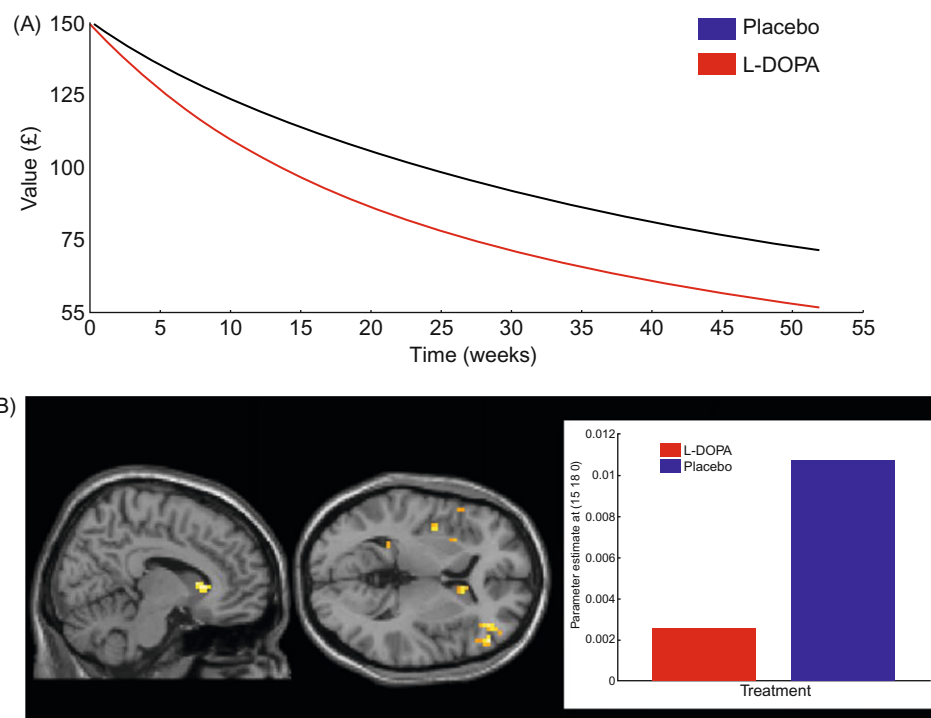 (A)
150
125
100
75
55
Value (£)
0 5 10 15 20 25 30 35 40 45 50 55
Time (weeks)
Placebo
L-DOPA
B)
0.012
0.01
0.008
0.006
0.004
0.002
0
Parameter estimate at (15 18 0)
L-DOPA
Placebo
Treatment